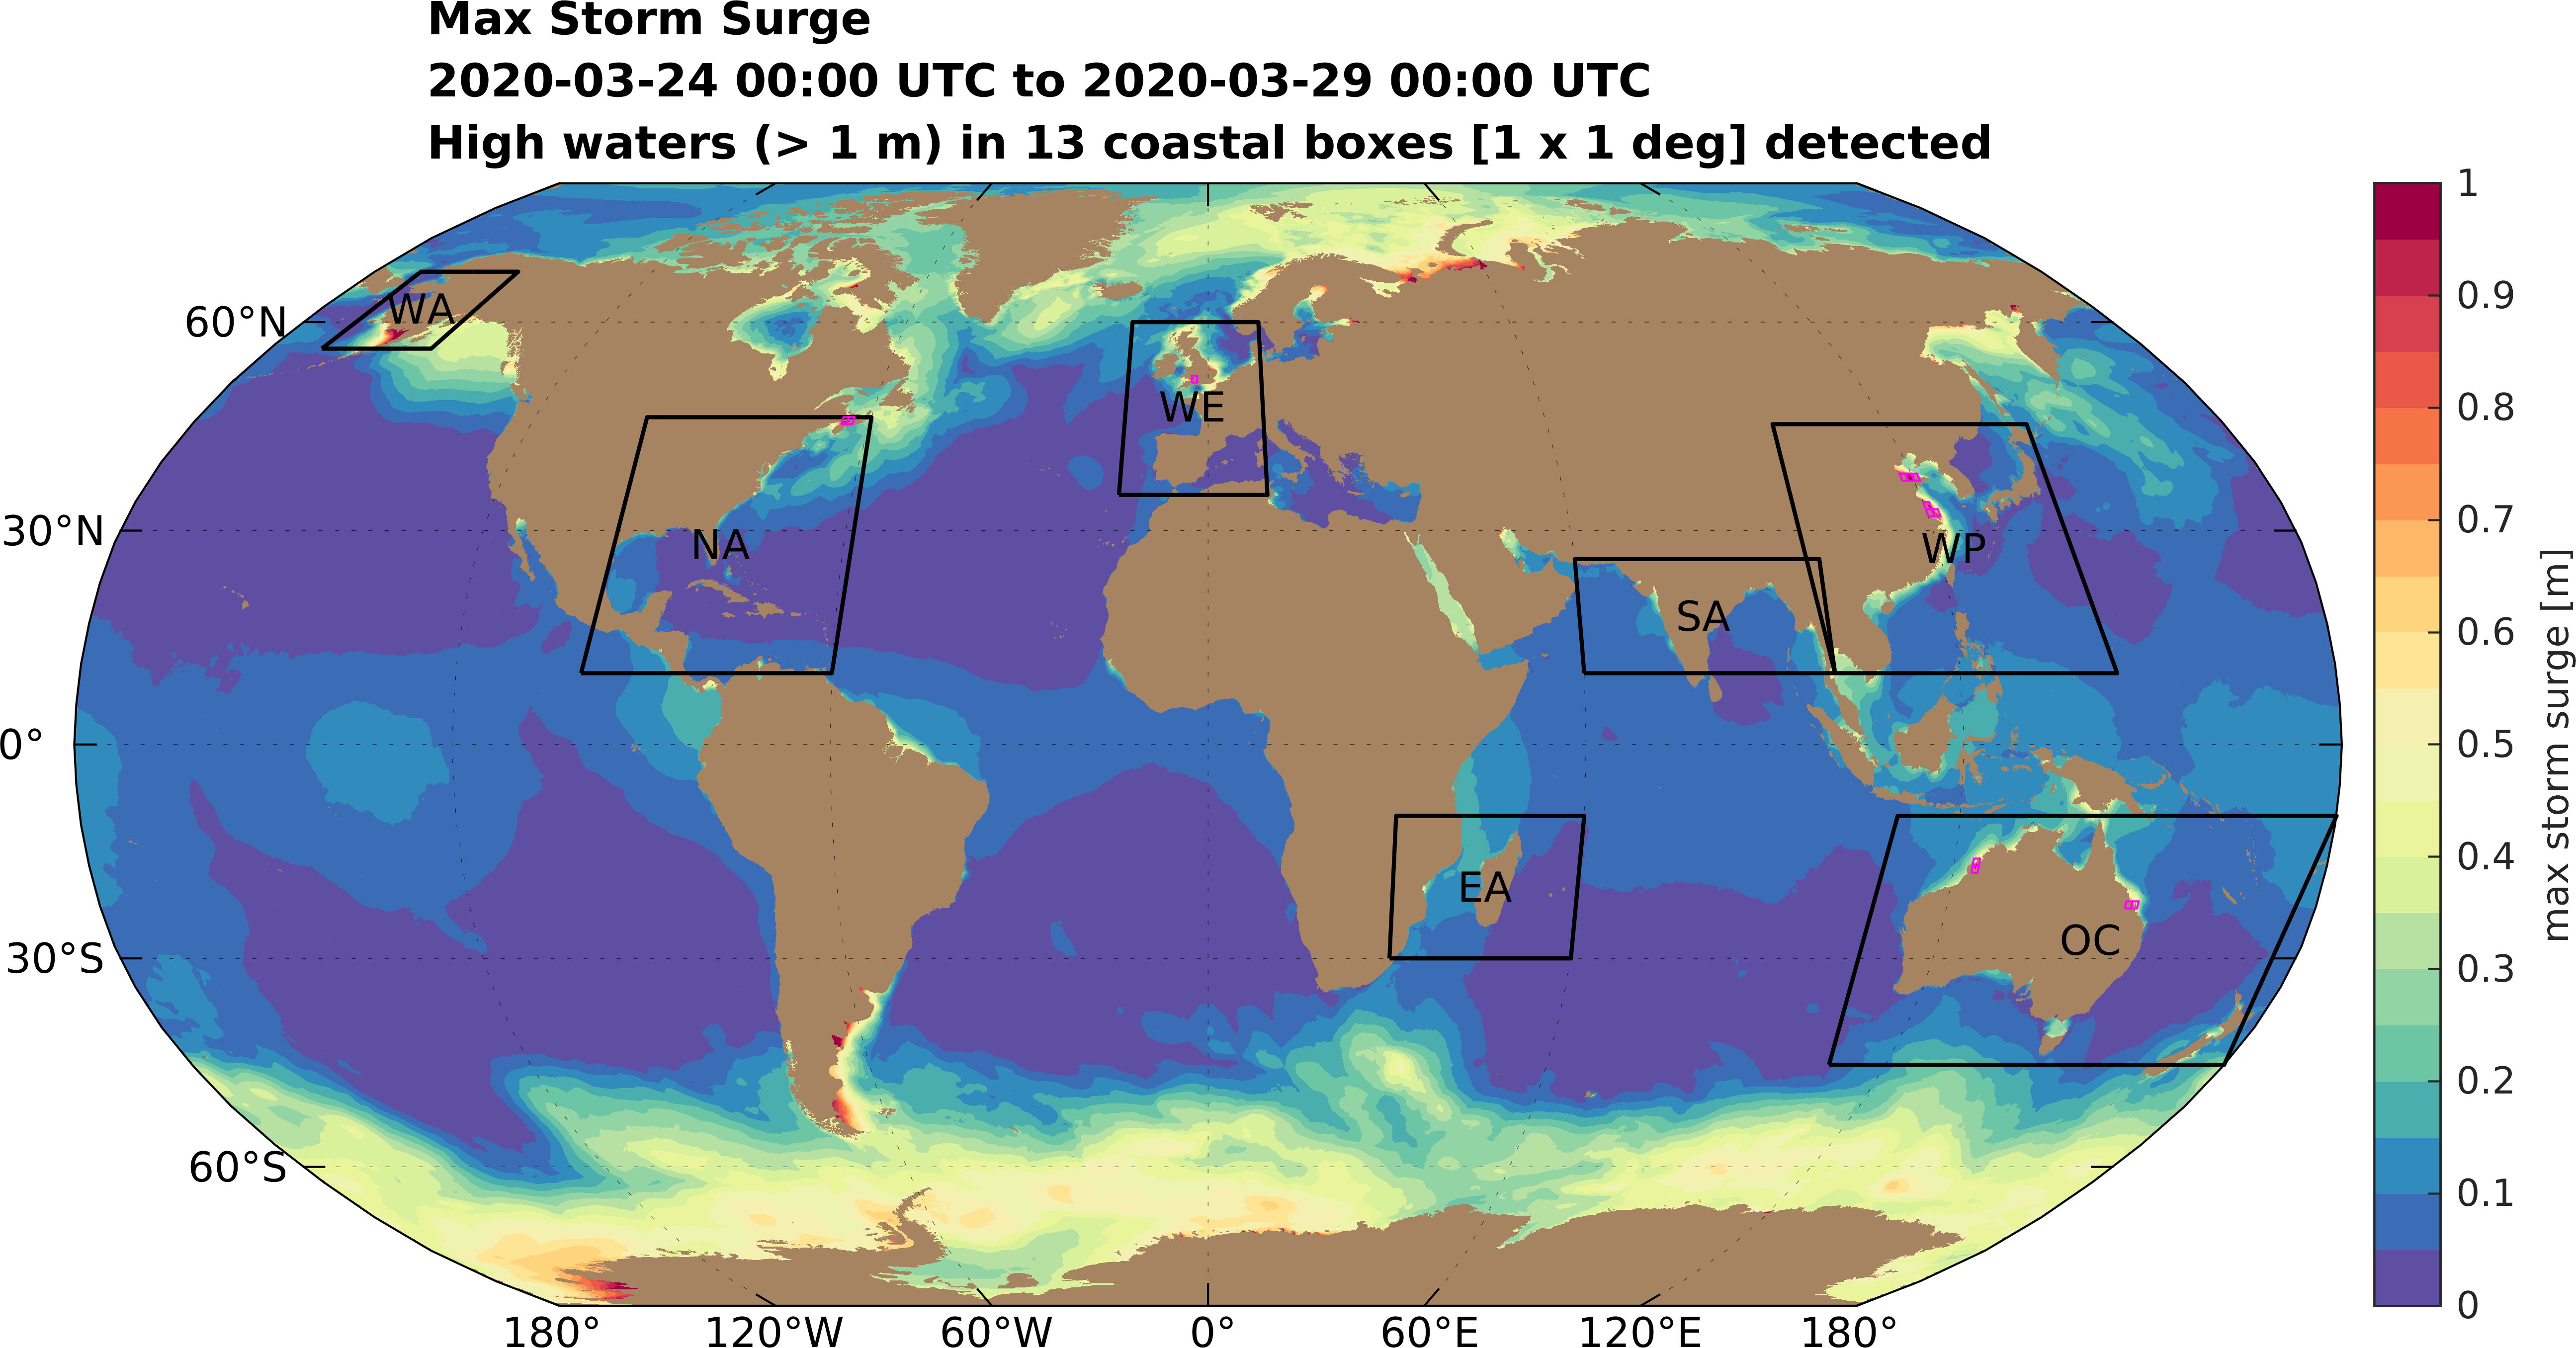 Max Storm Surge
2020-03-24 00:00 UTC to 2020-03-29 00:00 UTC
High waters (> 1 m) in 13 coastal boxes [1 x 1 deg] detected
60°N
30°N
0°
30°S
60°S
WA
NA
WE
SA
WP
EA
OC
180°
120°W
60°W
0°
60°E
120°E
180°
1
0.9
0.8
0.7
0.6
0.5
0.4
0.3
0.2
0.1
0
max storm surge [m]